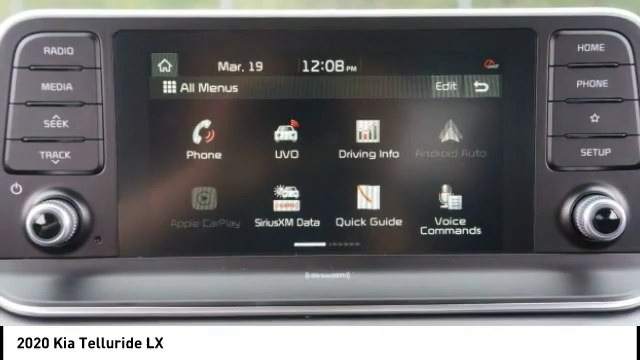 RADIO
MEDIA
SEEK
TRACK
Mar. 19
12:08 PM
All Menus
Edit
Phone
UVO
Driving Info
Android Auto
Apple CarPlay
SiriusXM Data
Quick Guide
Voice
Commands
HOME
PHONE
SETUP
((SiriusXM))
2020 Kia Telluride LX